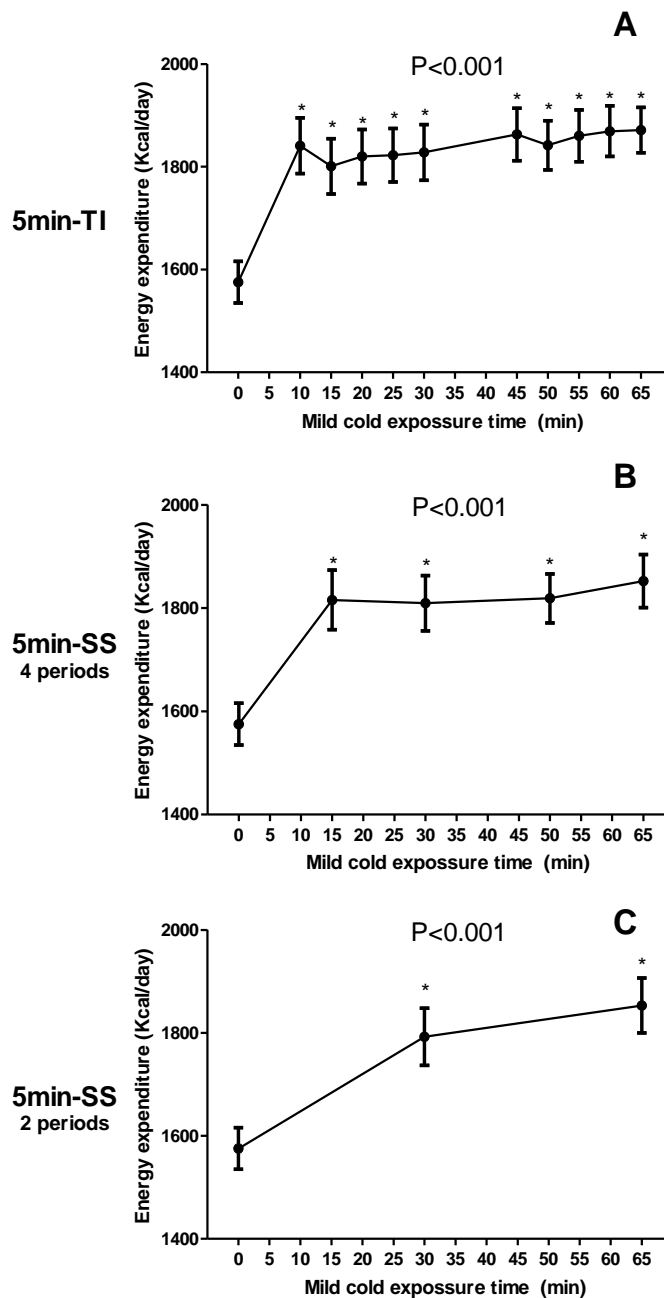 A
P<0.001
2000
* * * * * * * * * *
1800
1600
1400
Energy expenditure (Kcal/day)
5min-TI
0 5 10 15 20 25 30 35 40 45 50 55 60 65
Mild cold expossure time (min)
B
P<0.001
2000
* * * *
1800
1600
1400
Energy expenditure (Kcal/day)
5min-SS
4 periods
0 5 10 15 20 25 30 35 40 45 50 55 60 65
Mild cold expossure time (min)
C
P<0.001
2000
* *
1800
1600
1400
Energy expenditure (Kcal/day)
5min-SS
2 periods
0 5 10 15 20 25 30 35 40 45 50 55 60 65
Mild cold expossure time (min)